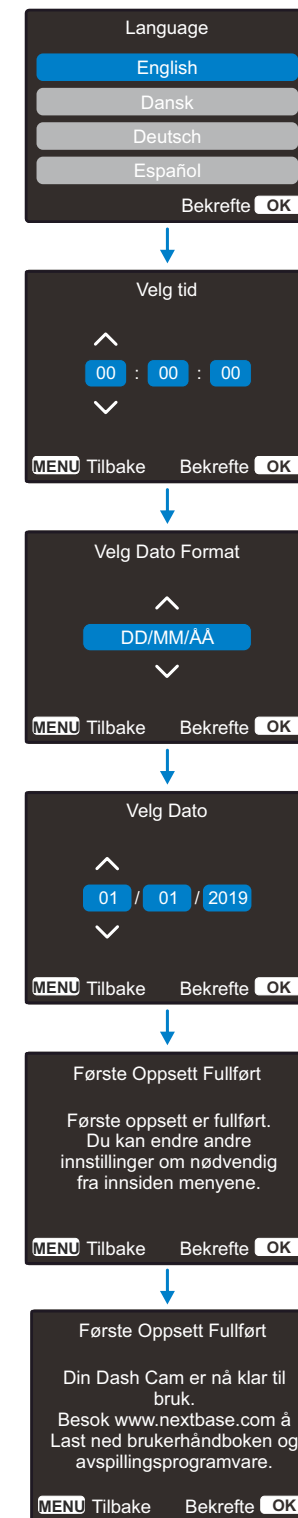 Language
English
Dansk
Deutsch
Español
Bekrefte OK
Velg tid
00 : 00 : 00
MENU Tilbake Bekrefte OK
Velg Dato Format
DD/MM/ÅÅ
MENU Tilbake Bekrefte OK
Velg Dato
01 / 01 / 2019
MENU Tilbake Bekrefte OK
Første Oppsett Fullført
Første oppsett er fullført.
Du kan endre andre
innstillinger om nødvendig
fra innsiden menyene.
MENU Tilbake Bekrefte OK
Første Oppsett Fullført
Din Dash Cam er nå klar til
bruk.
Besok www.nextbase.com å
Last ned brukerhåndboken og
avspillingsprogramvare.
MENU Tilbake Bekrefte OK